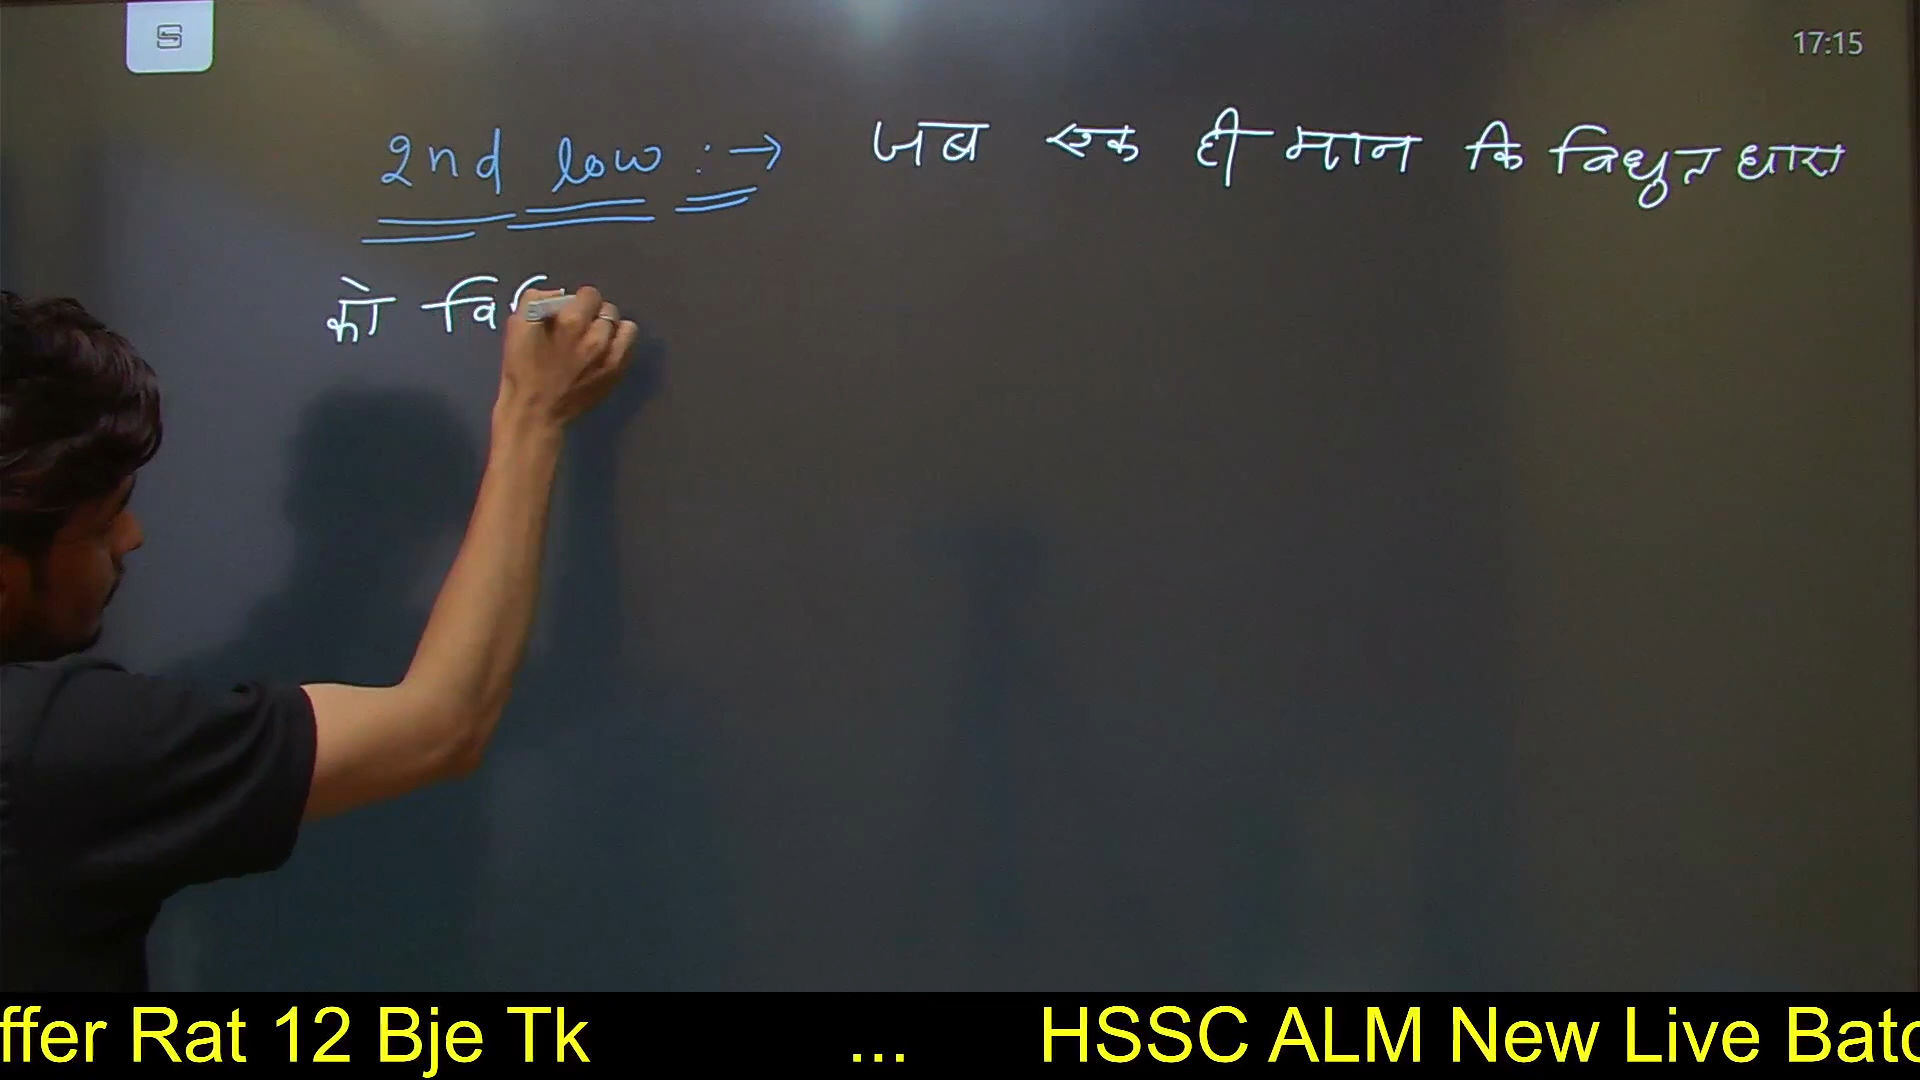 17:15
2nd low :→ जब एक ही मान कि विधुत धारा
को
ffer Rat 12 Bje Tk ... HSSC ALM New Live Batc